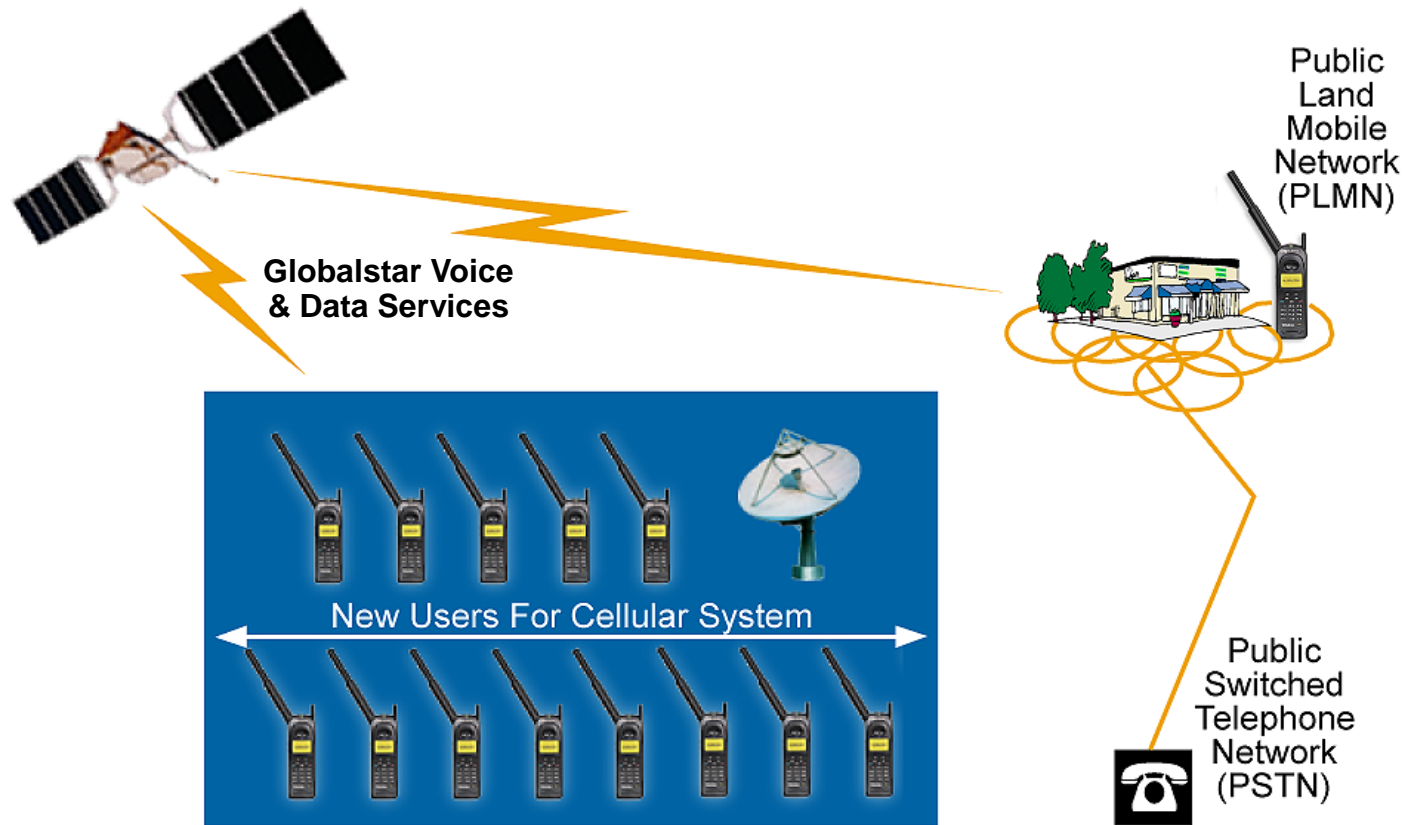 Public
Land
Mobile
Network
(PLMN)
Globalstar Voice
& Data Services
New Users For Cellular System
Public
Switched
Telephone
Network
(PSTN)